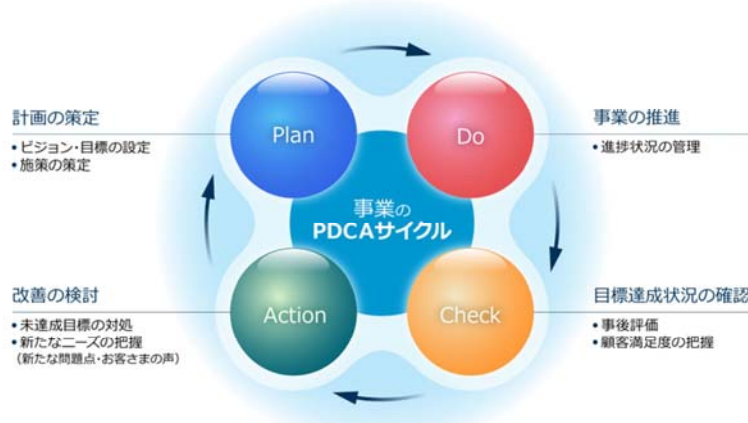 計画の策定
• ビジョン・目標の設定
• 施策の策定
Plan
Do
事業の推進
• 進捗状況の管理
事業の
PDCAサイクル
改善の検討
• 未達成目標の対処
• 新たなニーズの把握
(新たな問題点・お客さまの声)
Action
Check
目標達成状況の確認
• 事後評価
• 顧客満足度の把握